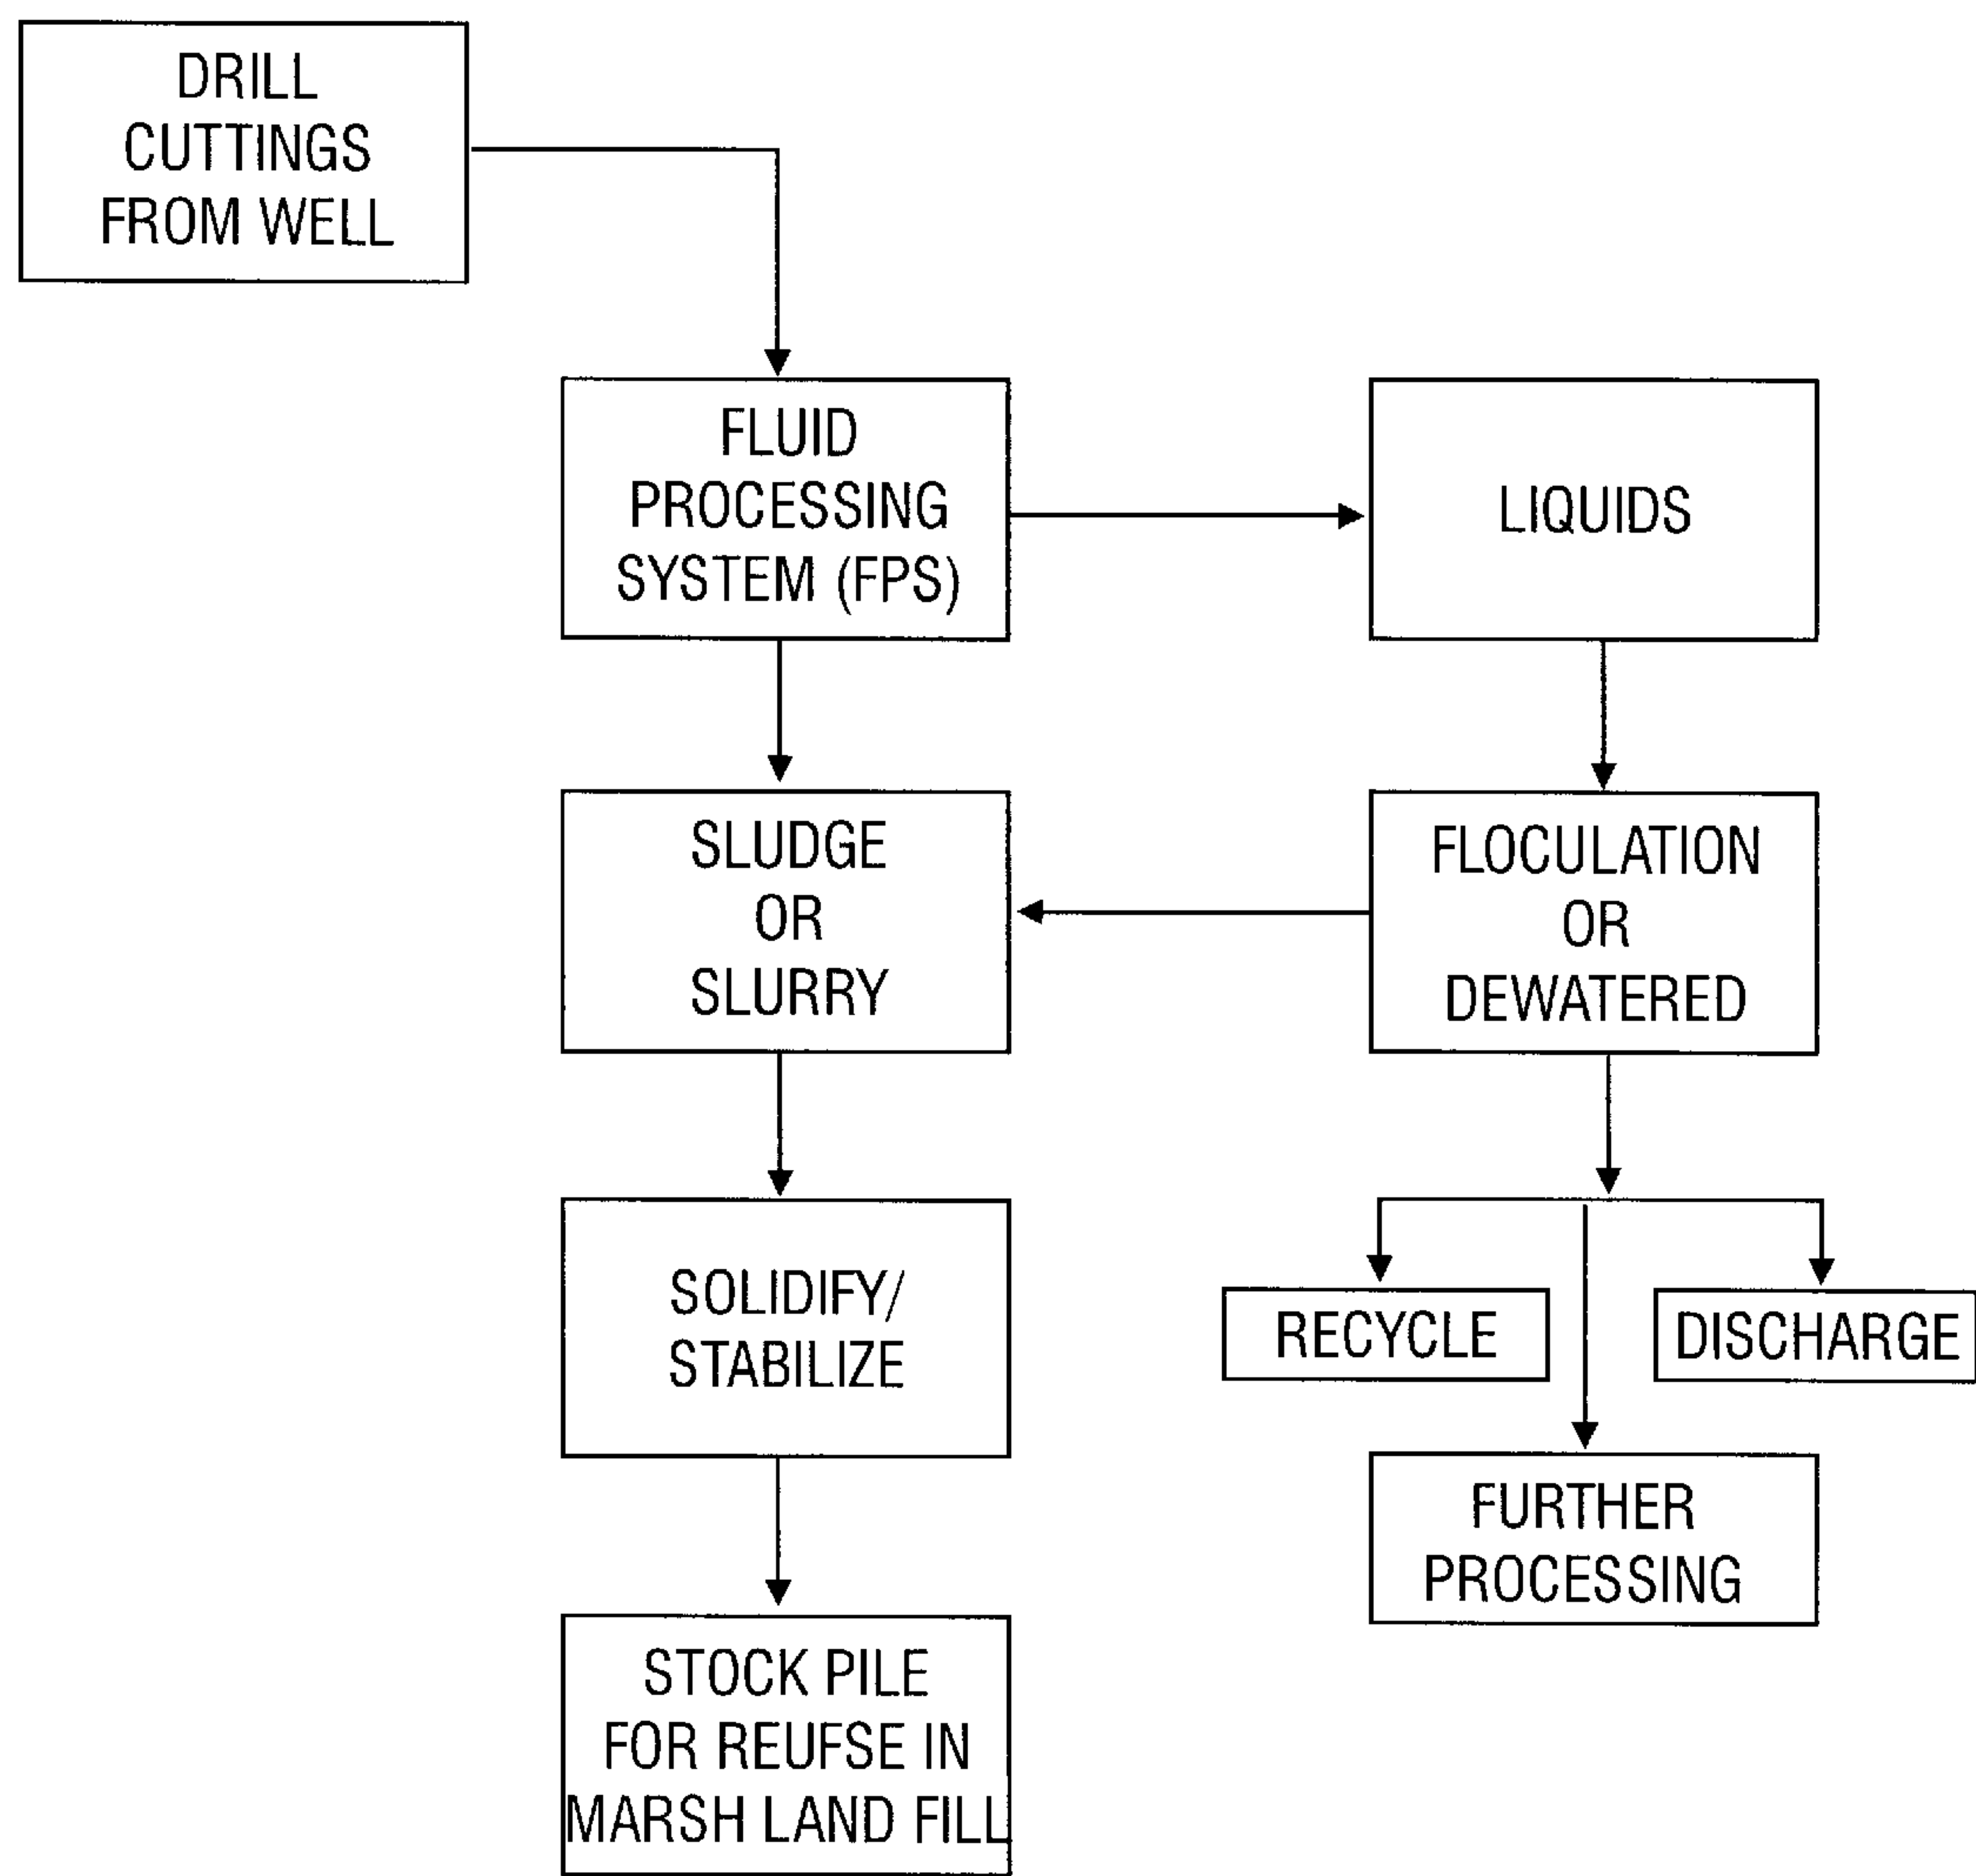 DRILL
CUTTINGS
FROM WELL
FLUID
PROCESSING
SYSTEM (FPS)
LIQUIDS
SLUDGE
OR
SLURRY
FLOCULATION
OR
DEWATERED
SOLIDIFY/
STABILIZE
RECYCLE
DISCHARGE
FURTHER
PROCESSING
STOCK PILE
FOR REUFSE IN
MARSH LAND FILL